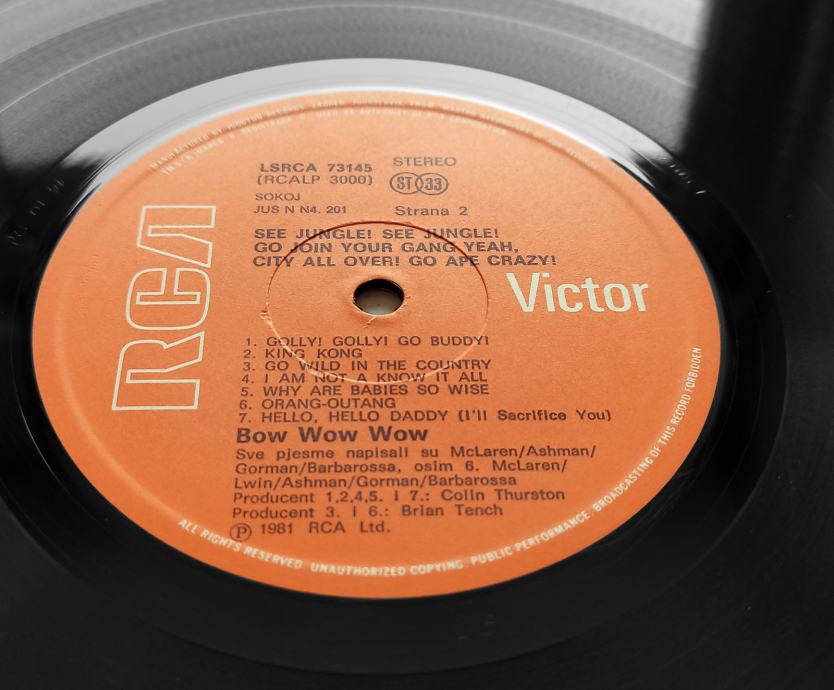 LSRCA 73145 STEREO
(RCALP 3000) ST 33
SOKOJ
JUS N N4. 201 Strana 2
SEE JUNGLE! SEE JUNGLE!
GO JOIN YOUR GANG YEAH,
CITY ALL OVER! GO APE CRAZY!
RCA
Victor
1. GOLLY! GOLLY! GO BUDDY!
2. KING KONG
3. GO WILD IN THE COUNTRY
4. I AM NOT A KNOW IT ALL
5. WHY ARE BABIES SO WISE
6. ORANG-OUTANG
7. HELLO, HELLO DADDY (I'll Sacrifice You)
Bow Wow Wow
Sve pjesme napisali su McLaren/Ashman/
Gorman/Barbarossa, osim 6. McLaren/
Lwin/Ashman/Gorman/Barbarossa
Producent 1,2,4,5. i 7.: Colin Thurston
Producent 3. i 6.: Brian Tench
Ⓟ 1981 RCA Ltd.
ALL RIGHTS RESERVED. UNAUTHORIZED COPYING, PUBLIC PERFORMANCE, BROADCASTING OF THIS RECORD FORBIDDEN